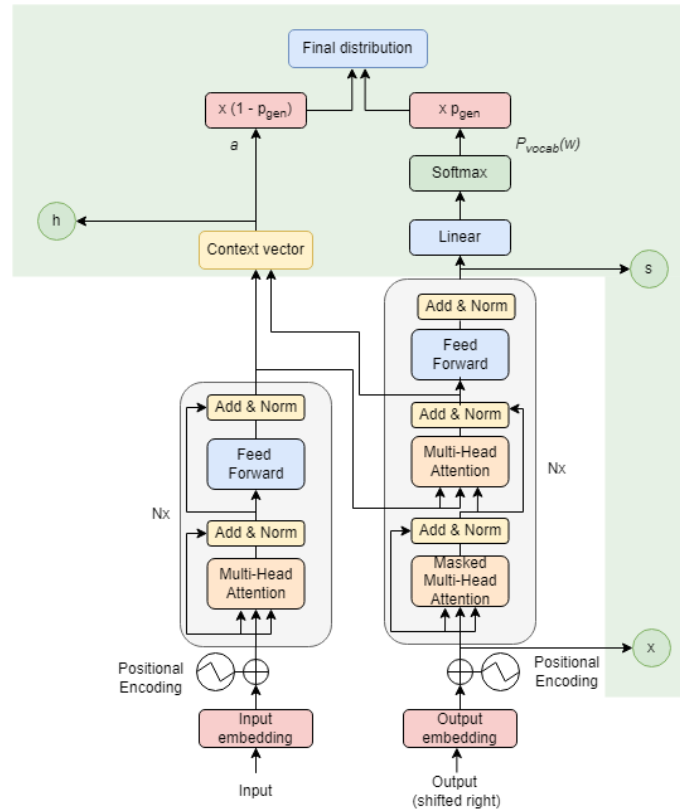 Final distribution
x (1 - pgen)
x pgen
a
Pvocab(w)
Softmax
h
Linear
Context vector
s
Add & Norm
Feed
Forward
Add & Norm
Add & Norm
Multi-Head
Attention
Feed
Forward
Nx
Nx
Add & Norm
Add & Norm
Multi-Head
Attention
Masked
Multi-Head
Attention
x
Positional
Encoding
Positional
Encoding
Input
embedding
Output
embedding
Input
Output
(shifted right)